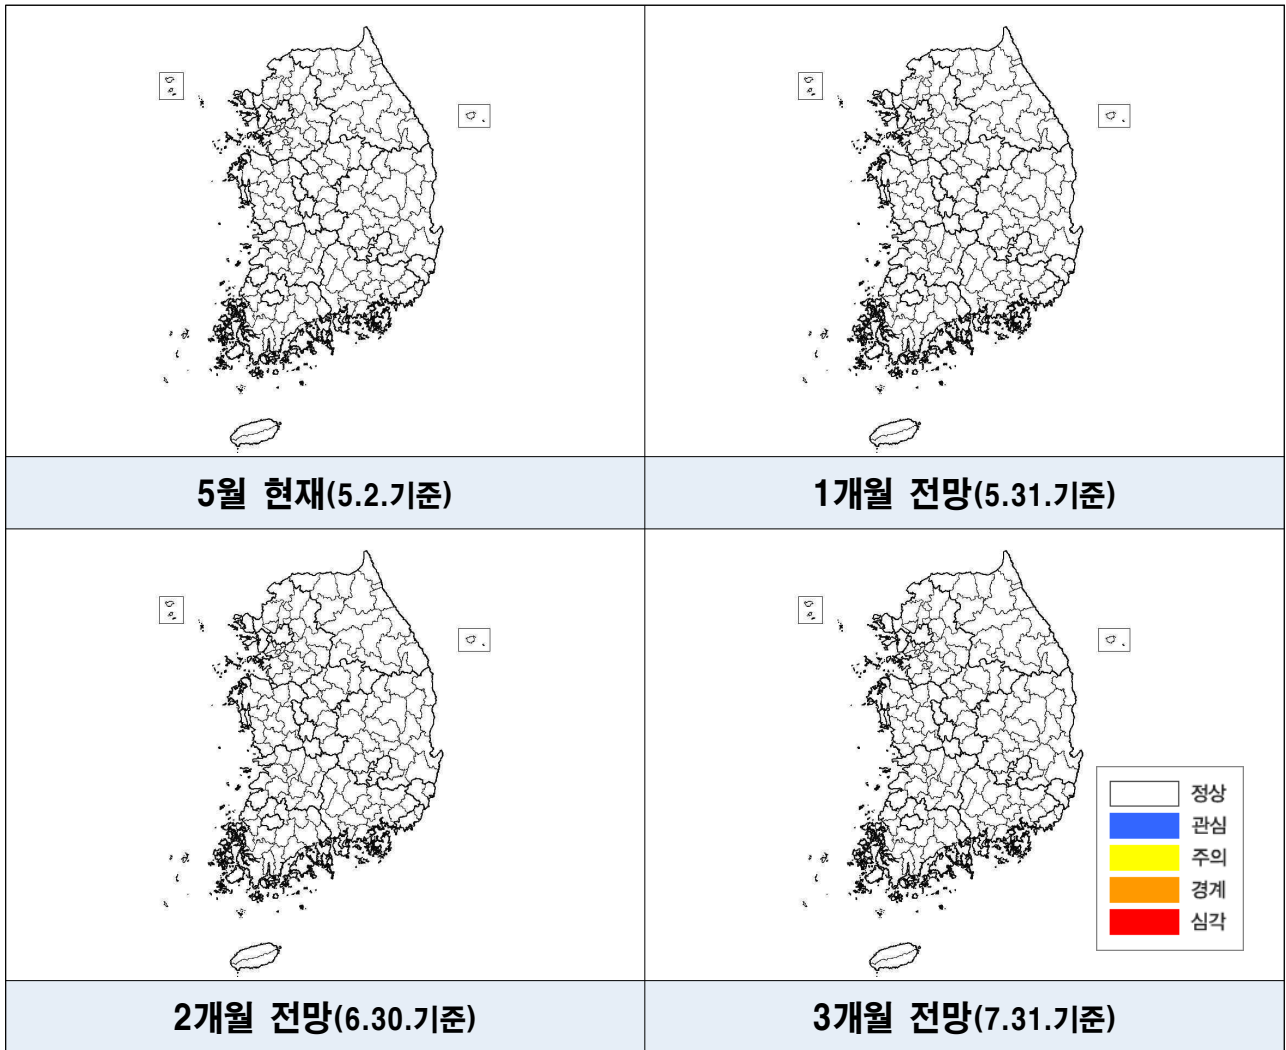 5월 현재(5.2.기준)
1개월 전망(5.31.기준)
정상
관심
주의
경계
심각
2개월 전망(6.30.기준)
3개월 전망(7.31.기준)